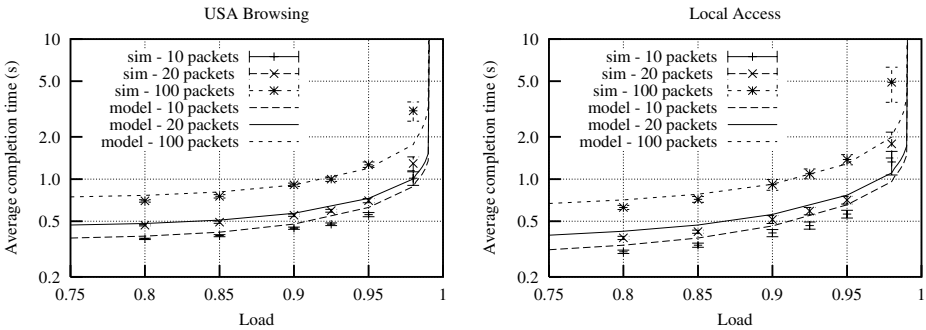 USA Browsing
Average completion time (s)
10
5.0
2.0
1.0
0.5
0.2
sim - 10 packets
sim - 20 packets
sim - 100 packets
model - 10 packets
model - 20 packets
model - 100 packets
0.75 0.8 0.85 0.9 0.95 1
Load
Local Access
Average completion time (s)
10
5.0
2.0
1.0
0.5
0.2
sim - 10 packets
sim - 20 packets
sim - 100 packets
model - 10 packets
model - 20 packets
model - 100 packets
0.75 0.8 0.85 0.9 0.95 1
Load